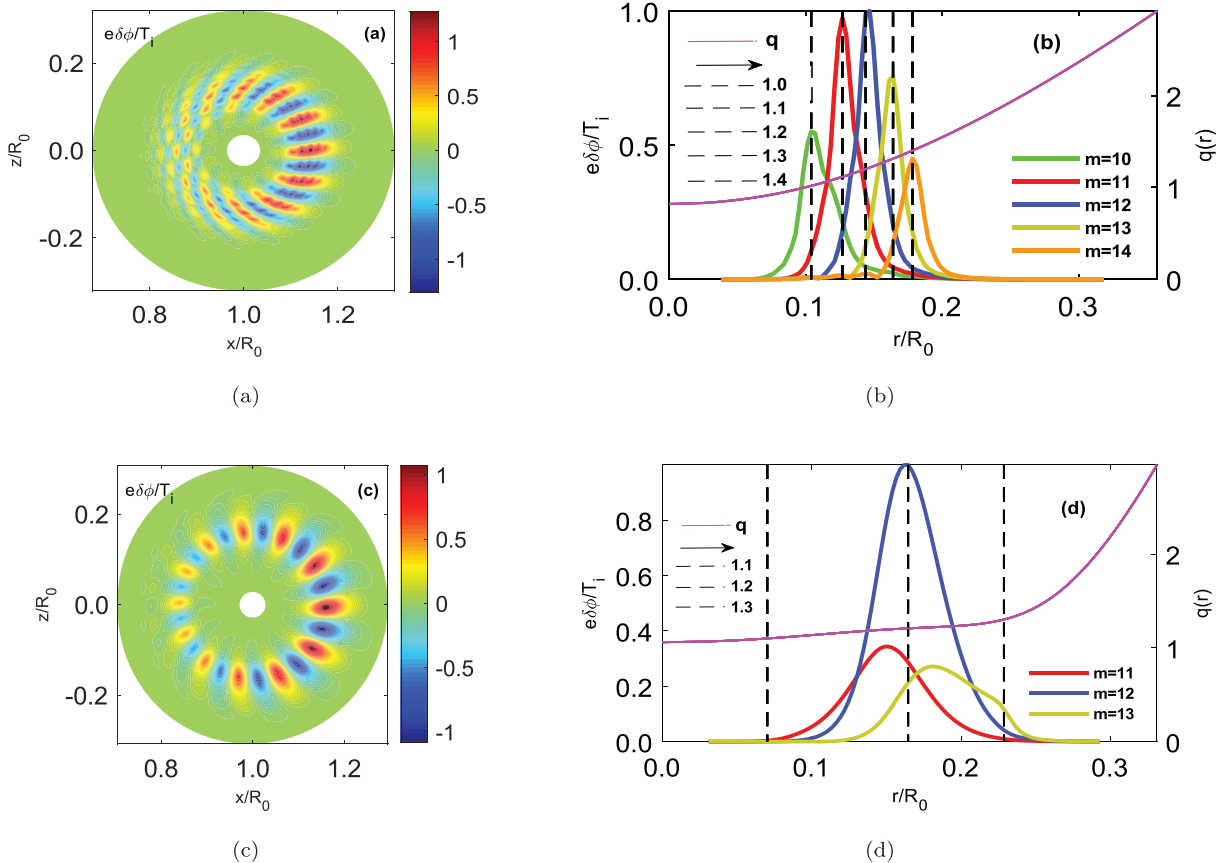 eδϕ/T_i
(a)
z/R_0
0.2
0.0
-0.2
0.8
1.0
1.2
x/R_0
1
0.5
0
-0.5
-1
(a)
eδϕ/T_i
1.0
0.5
0.0
q
1.0
1.1
1.2
1.3
1.4
(b)
m=10
m=11
m=12
m=13
m=14
2
1
0
q(r)
0.0
0.1
0.2
0.3
r/R_0
(b)
eδϕ/T_i
(c)
z/R_0
0.2
0.0
-0.2
0.8
1.0
1.2
x/R_0
1
0.5
0
-0.5
-1
(c)
eδϕ/T_i
0.8
0.6
0.4
0.2
0.0
q
1.1
1.2
1.3
(d)
m=11
m=12
m=13
2
1
0
q(r)
0.0
0.1
0.2
0.3
r/R_0
(d)